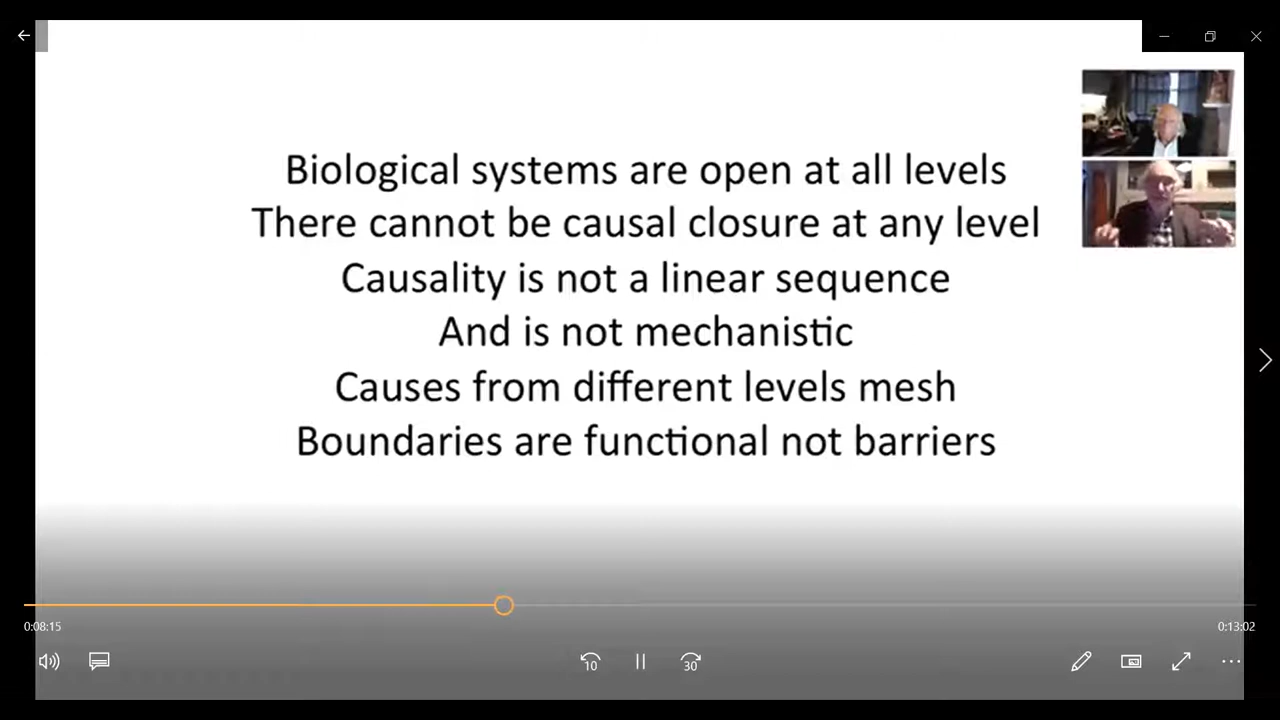 Biological systems are open at all levels
There cannot be causal closure at any level
Causality is not a linear sequence
And is not mechanistic
Causes from different levels mesh
Boundaries are functional not barriers
0:08:15
0:13:02
10
30